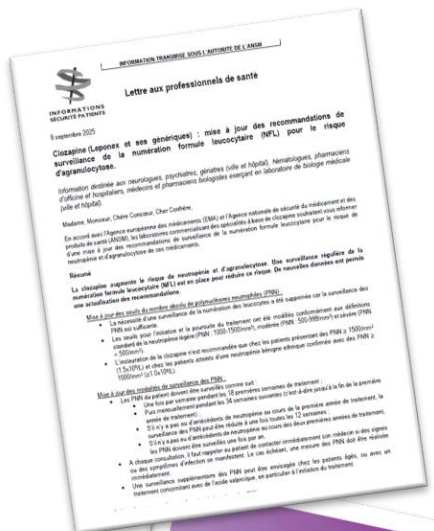 INFORMATION TRANSMISE SOUS L'AUTORITE DE L'ANSM
INFORMATIONS
SÉCURITÉ PATIENTS
Lettre aux professionnels de santé
8 septembre 2025
Clozapine (Leponex et ses génériques) : mise à jour des recommandations de
surveillance de la numération formule leucocytaire (NFL) pour le risque
d'agranulocytose.
Information destinée aux neurologues, psychiatres, gériatres (ville et hôpital), hématologues, pharmaciens
d'officine et hospitaliers, médecins et pharmaciens biologistes exerçant en laboratoire de biologie médicale
(ville et hôpital).
Madame, Monsieur, Chère Consœur, Cher Confrère,
En accord avec l'Agence européenne des médicaments (EMA) et l'Agence nationale de sécurité du médicament et des
produits de santé (ANSM), les laboratoires commercialisant des spécialités à base de clozapine souhaitent vous informer
d'une mise à jour des recommandations de surveillance de la numération formule leucocytaire pour le risque de
neutropénie et d'agranulocytose de ces médicaments.
Résumé
La clozapine augmente le risque de neutropénie et d'agranulocytose. Une surveillance régulière de la
numération formule leucocytaire (NFL) est en place pour réduire ce risque. De nouvelles données ont permis
une actualisation des recommandations.
Mise à jour des seuils du nombre absolu de polynucléaires neutrophiles (PNN) :
• La nécessité d'une surveillance de la numération des leucocytes a été supprimée car la surveillance des
PNN est suffisante.
• Les seuils pour l'initiation et la poursuite du traitement ont été modifiés conformément aux définitions
standard de la neutropénie légère (PNN : 1000-1500/mm³), modérée (PNN : 500-999/mm³) et sévère (PNN
< 500/mm³).
• L'instauration de la clozapine n'est recommandée que chez les patients présentant des PNN ≥ 1500/mm³
(1.5x10⁹/L) et chez les patients atteints d'une neutropénie bénigne ethnique confirmée avec des PNN ≥
1000/mm³ (≥1.0x10⁹/L).
Mise à jour des modalités de surveillance des PNN :
• Les PNN du patient doivent être surveillés comme suit :
• Une fois par semaine pendant les 18 premières semaines de traitement ;
• Puis mensuellement pendant les 34 semaines suivantes (c'est-à-dire jusqu'à la fin de la première
année de traitement) ;
• S'il n'y a pas eu d'antécédents de neutropénie au cours de la première année de traitement, la
surveillance des PNN peut être réduite à une fois toutes les 12 semaines ;
• S'il n'y a pas eu d'antécédents de neutropénie au cours des deux premières années de traitement,
les PNN doivent être surveillés une fois par an.
• A chaque consultation, il faut rappeler au patient de contacter immédiatement son médecin si des signes
ou des symptômes d'infection se manifestent. Le cas échéant, une mesure des PNN doit être réalisée
immédiatement.
• Une surveillance supplémentaire des PNN peut être envisagée chez les patients âgés, ou avec un
traitement concomitant avec de l'acide valproïque, en particulier à l'initiation du traitement.